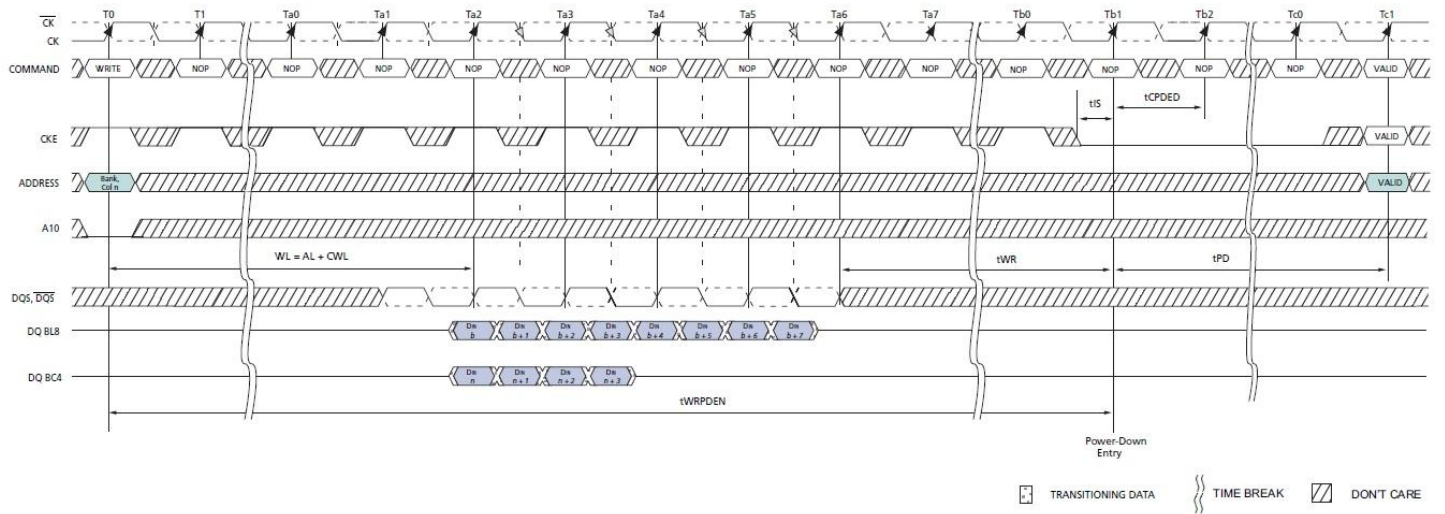 T0 T1 Ta0 Ta1 Ta2 Ta3 Ta4 Ta5 Ta6 Ta7 Tb0 Tb1 Tb2 Tc0 Tc1
CK
CK
COMMAND WRITE NOP NOP NOP NOP NOP NOP NOP NOP NOP NOP NOP NOP NOP VALID
tIS tCPDED
CKE VALID
ADDRESS Bank, Col n VALID
A10
WL = AL + CWL tWR tPD
DQS, DQS
DQ BL8 DIN b DIN b + 1 DIN b + 2 DIN b + 3 DIN b + 4 DIN b + 5 DIN b + 6 DIN b + 7
DQ BC4 DIN n DIN n + 1 DIN n + 2 DIN n + 3
tWRPDEN
Power-Down
Entry
TRANSITIONING DATA TIME BREAK DON'T CARE